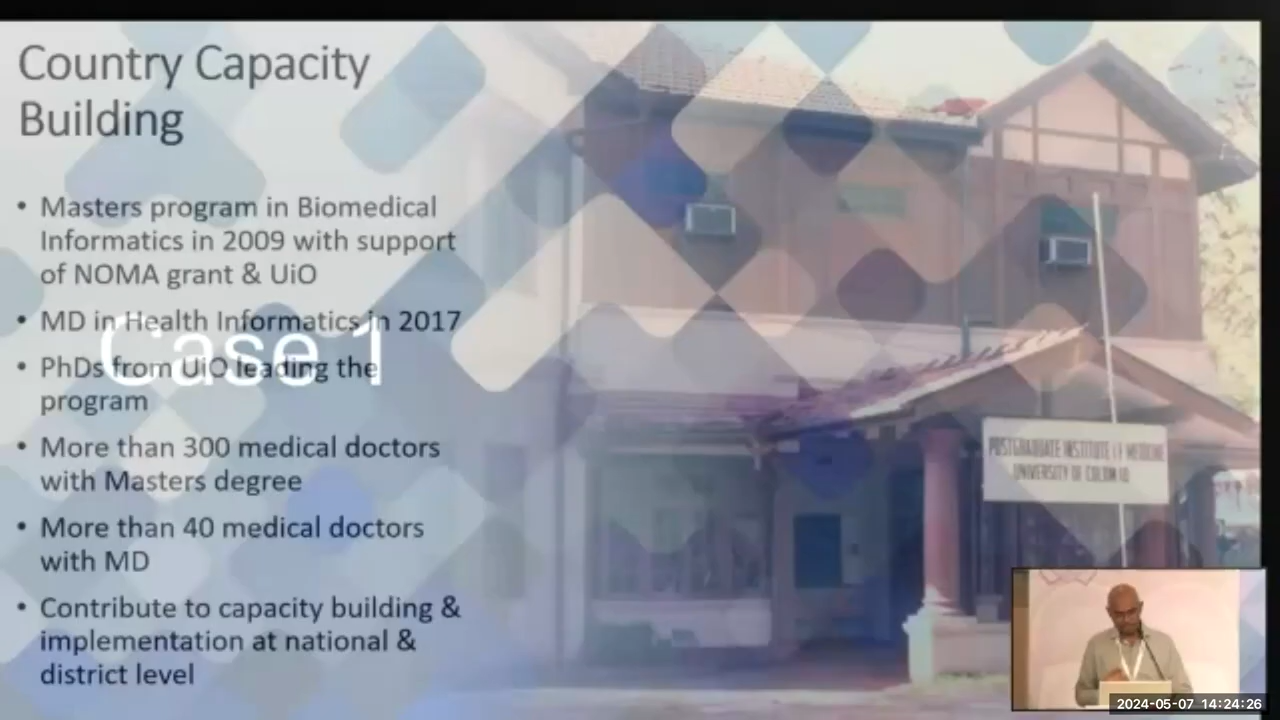 Country Capacity
Building
• Masters program in Biomedical
Informatics in 2009 with support
of NOMA grant & UiO
• MD in Health Informatics in 2017
Case 1
• PhDs from UiO leading the
program
• More than 300 medical doctors
with Masters degree
• More than 40 medical doctors
with MD
• Contribute to capacity building &
implementation at national &
district level
POSTGRADUATE INSTITUTE OF MEDICINE
UNIVERSITY OF COLOMBO
2024-05-07 14:24:26